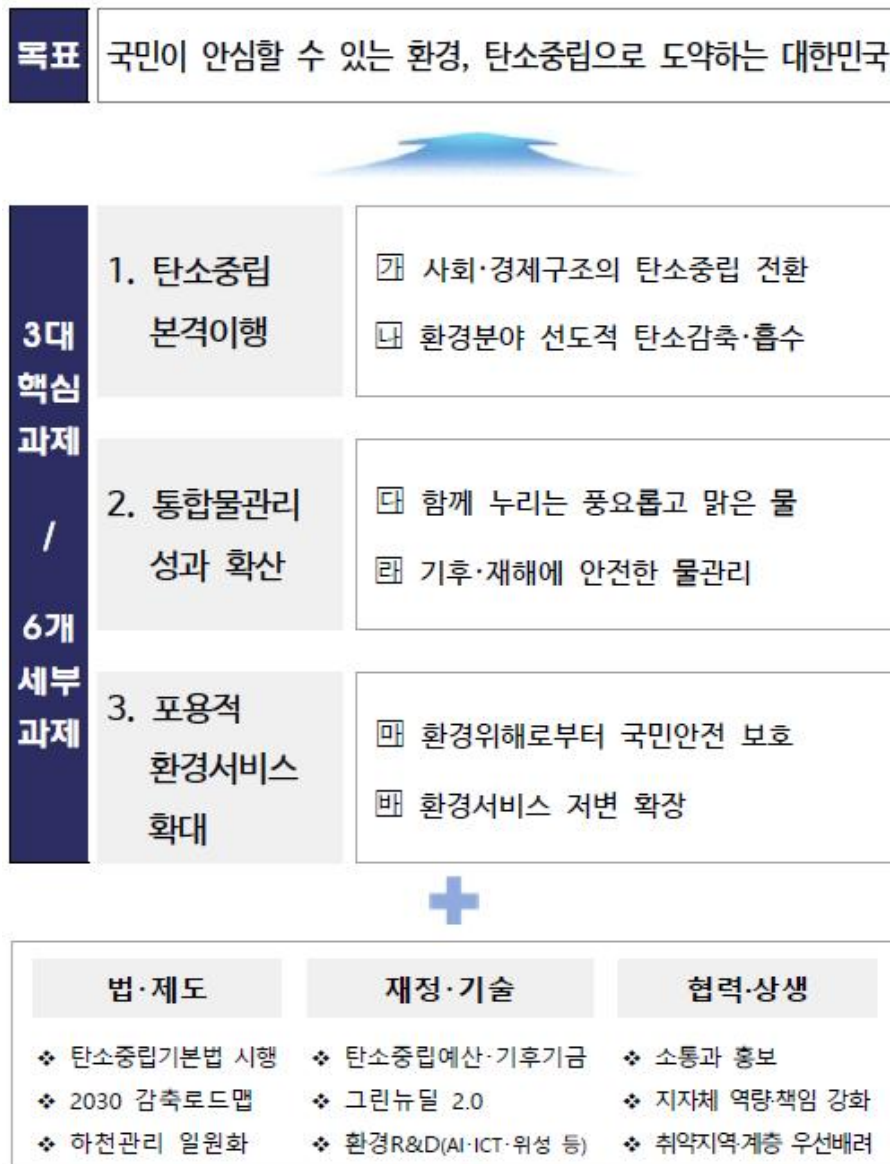 목표
국민이 안심할 수 있는 환경, 탄소중립으로 도약하는 대한민국
3대
핵심
과제
/
6개
세부
과제
1. 탄소중립
본격이행
가 사회·경제구조의 탄소중립 전환
나 환경분야 선도적 탄소감축·흡수
2. 통합물관리
성과 확산
다 함께 누리는 풍요롭고 맑은 물
라 기후·재해에 안전한 물관리
3. 포용적
환경서비스
확대
마 환경위해로부터 국민안전 보호
바 환경서비스 저변 확장
법·제도
❖ 탄소중립기본법 시행
❖ 2030 감축로드맵
❖ 하천관리 일원화
재정·기술
❖ 탄소중립예산·기후기금
❖ 그린뉴딜 2.0
❖ 환경R&D(AI·ICT·위성 등)
협력·상생
❖ 소통과 홍보
❖ 지자체 역량·책임 강화
❖ 취약지역·계층 우선배려